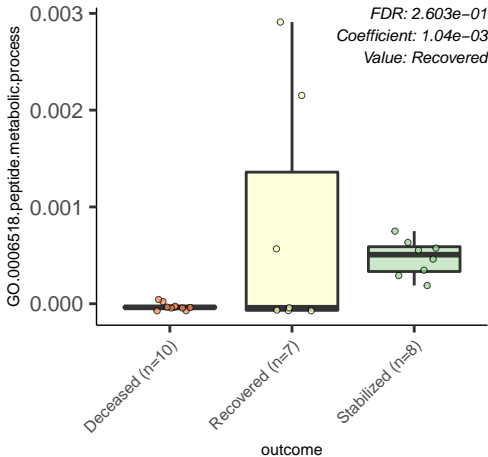 FDR: 2.603e−01
Coefficient: 1.04e−03
Value: Recovered
GO.0006518.peptide.metabolic.process
0.003
0.002
0.001
0.000
Deceased (n=10)
Recovered (n=7)
Stabilized (n=8)
outcome